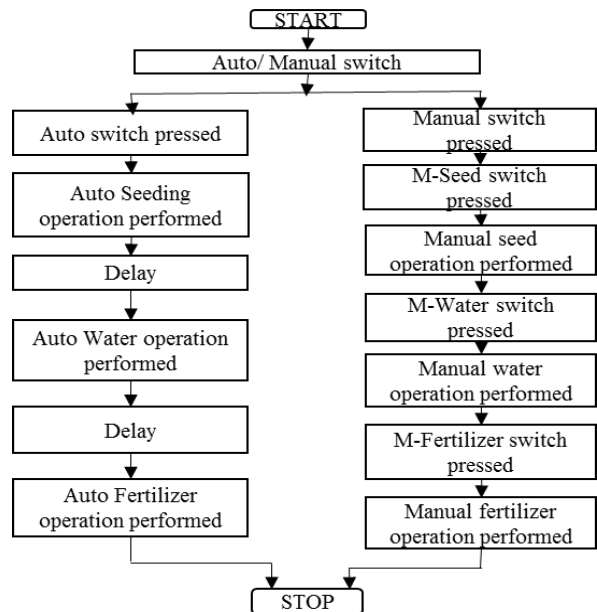 START
Auto/ Manual switch
Auto switch pressed
Auto Seeding
operation performed
Delay
Auto Water operation
performed
Delay
Auto Fertilizer
operation performed
Manual switch
pressed
M-Seed switch
pressed
Manual seed
operation performed
M-Water switch
pressed
Manual water
operation performed
M-Fertilizer switch
pressed
Manual fertilizer
operation performed
STOP